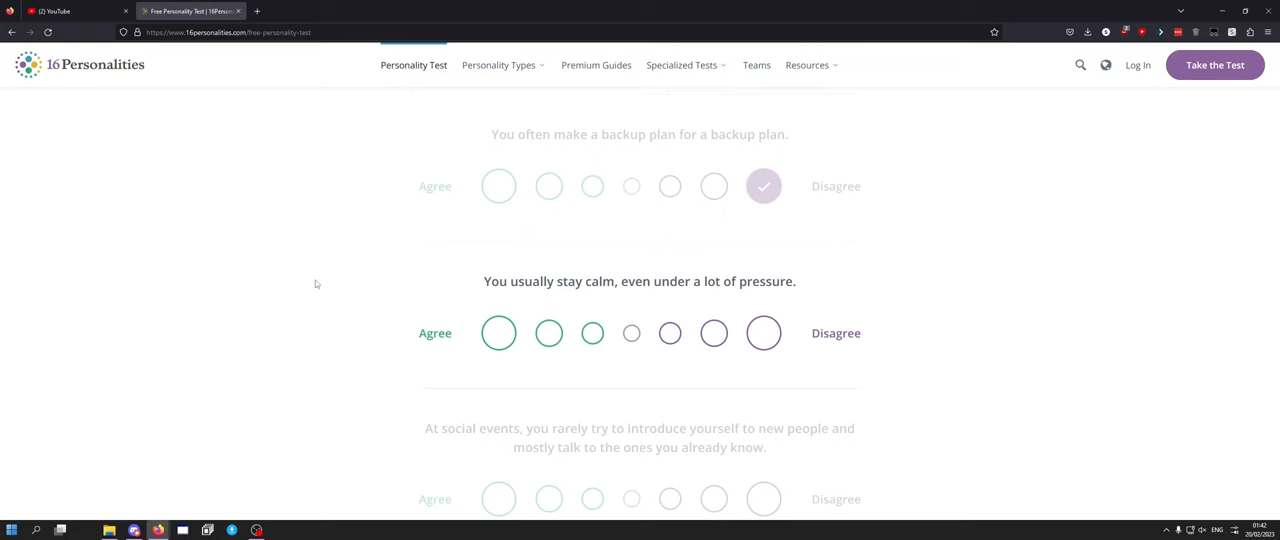 (2) YouTube
Free Personality Test | 16Person
https://www.16personalities.com/free-personality-test
2
16Personalities
Personality Test
Personality Types
Premium Guides
Specialized Tests
Teams
Resources
Log In
Take the Test
You often make a backup plan for a backup plan.
Agree
Disagree
You usually stay calm, even under a lot of pressure.
Agree
Disagree
At social events, you rarely try to introduce yourself to new people and
mostly talk to the ones you already know.
Agree
Disagree
ENG
01:42
20/02/2023